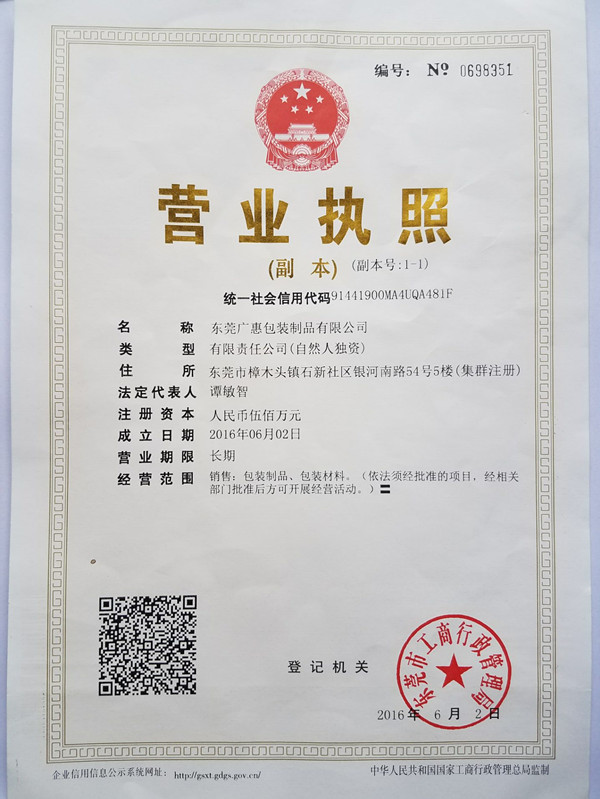 编号： Nº 0698351
营业执照
(副 本) (副本号:1-1)
统一社会信用代码91441900MA4UQA481F
名 称 东莞广惠包装制品有限公司
类 型 有限责任公司(自然人独资)
住 所 东莞市樟木头镇石新社区银河南路54号5楼(集群注册)
法定代表人 谭敏智
注册资本 人民币伍佰万元
成立日期 2016年06月02日
营业期限 长期
经营范围 销售：包装制品、包装材料。（依法须经批准的项目，经相关
部门批准后方可开展经营活动。）
登记机关
东莞市工商行政管理局
2016年 6 月 2 日
企业信用信息公示系统网址： http://gsxt.gdgs.gov.cn/
中华人民共和国国家工商行政管理总局监制